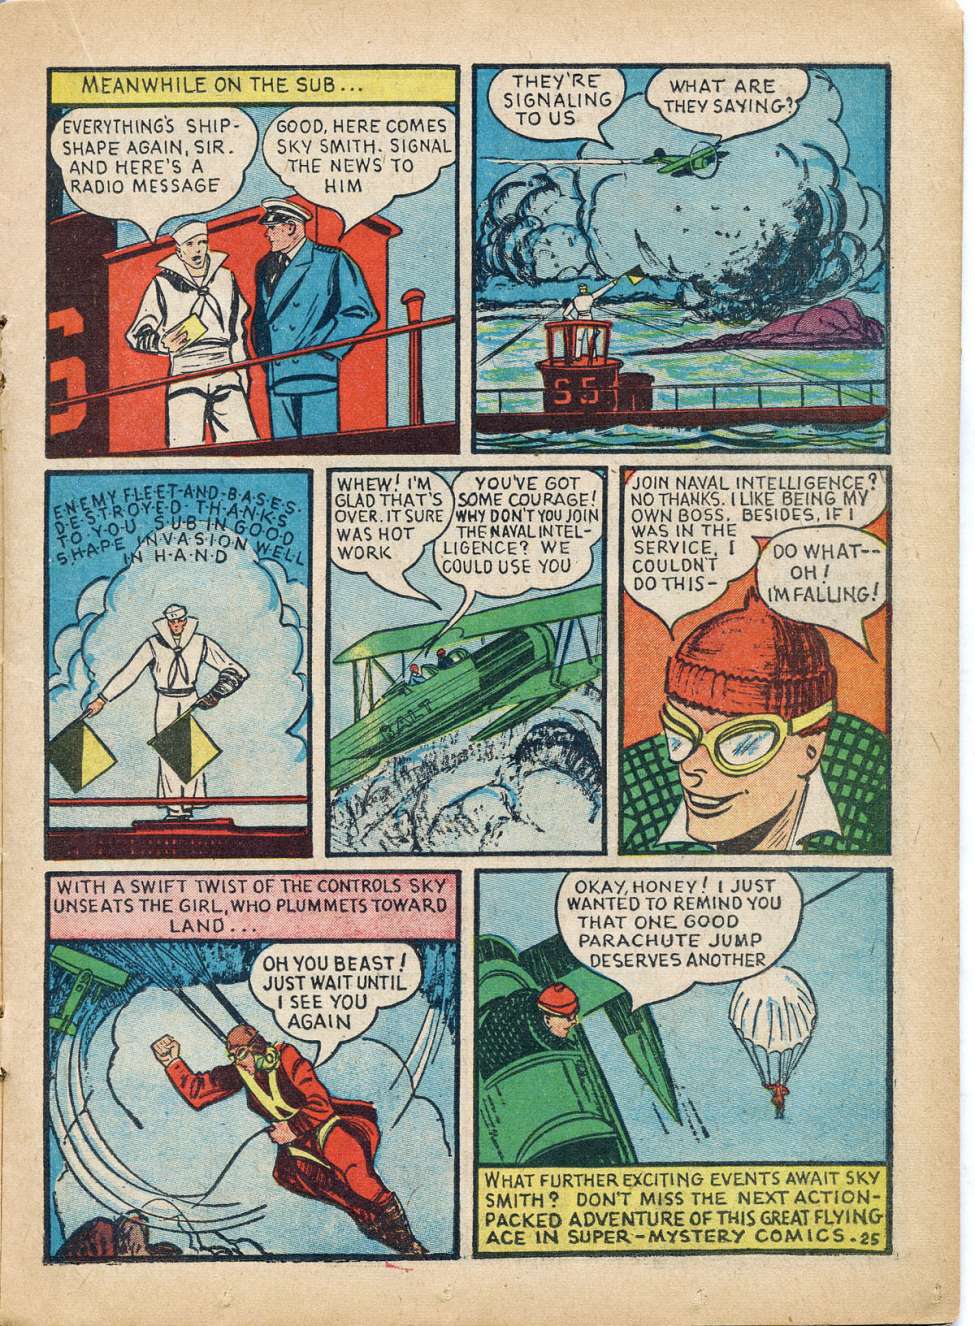 MEANWHILE ON THE SUB...
EVERYTHING'S SHIP-
SHAPE AGAIN, SIR.
AND HERE'S A
RADIO MESSAGE
GOOD, HERE COMES
SKY SMITH. SIGNAL
THE NEWS TO
HIM
S
THEY'RE
SIGNALING
TO US
WHAT ARE
THEY SAYING?
S5
ENEMY FLEET-AND-BASES-
DESTROYED THANKS
TO YOU SUB IN GOOD
SHAPE INVASION WELL
IN HAND
WHEW! I'M
GLAD THAT'S
OVER. IT SURE
WAS HOT
WORK
YOU'VE GOT
SOME COURAGE!
WHY DON'T YOU JOIN
THE NAVAL INTEL-
LIGENCE? WE
COULD USE YOU
JOIN NAVAL INTELLIGENCE?
NO THANKS. I LIKE BEING MY
OWN BOSS. BESIDES, IF I
WAS IN THE
SERVICE, I
COULDN'T
DO THIS-
DO WHAT--
OH!
I'M FALLING!
WITH A SWIFT TWIST OF THE CONTROLS SKY
UNSEATS THE GIRL, WHO PLUMMETS TOWARD
LAND...
OH YOU BEAST!
JUST WAIT UNTIL
I SEE YOU
AGAIN
OKAY, HONEY! I JUST
WANTED TO REMIND YOU
THAT ONE GOOD
PARACHUTE JUMP
DESERVES ANOTHER
WHAT FURTHER EXCITING EVENTS AWAIT SKY
SMITH? DON'T MISS THE NEXT ACTION-
PACKED ADVENTURE OF THIS GREAT FLYING
ACE IN SUPER-MYSTERY COMICS. 25